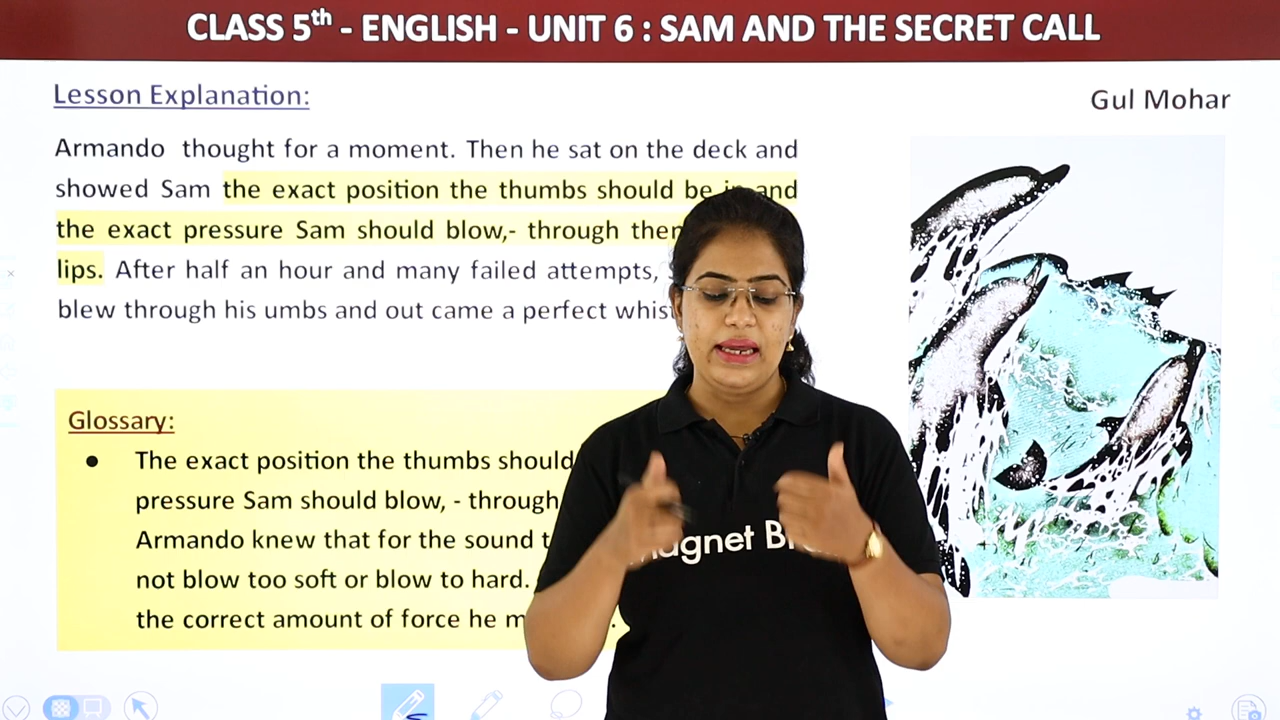 CLASS 5th - ENGLISH - UNIT 6 : SAM AND THE SECRET CALL
Lesson Explanation:
Gul Mohar
Armando thought for a moment. Then he sat on the deck and
showed Sam the exact position the thumbs should be in and
the exact pressure Sam should blow,- through
lips. After half an hour and many failed attempts,
blew through his umbs and out came a perfect
Glossary:
● The exact position the thumbs should
pressure Sam should blow, - through
Armando knew that for the sound
not blow too soft or blow to hard.
the correct amount of force he
agnet